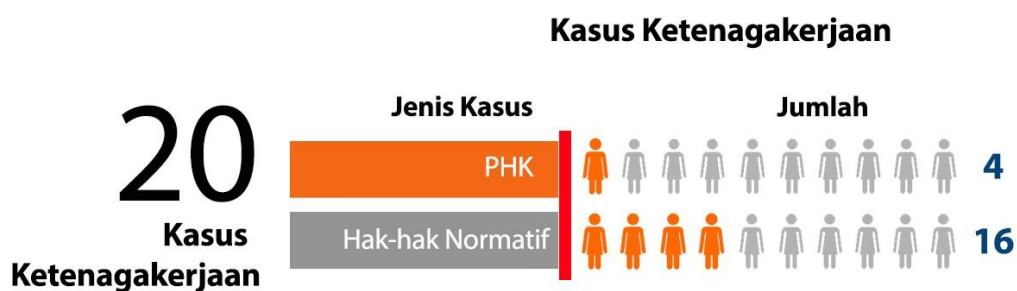 Kasus Ketenagakerjaan
20
Kasus
Ketenagakerjaan
Jenis Kasus
Jumlah
PHK
4
Hak-hak Normatif
16